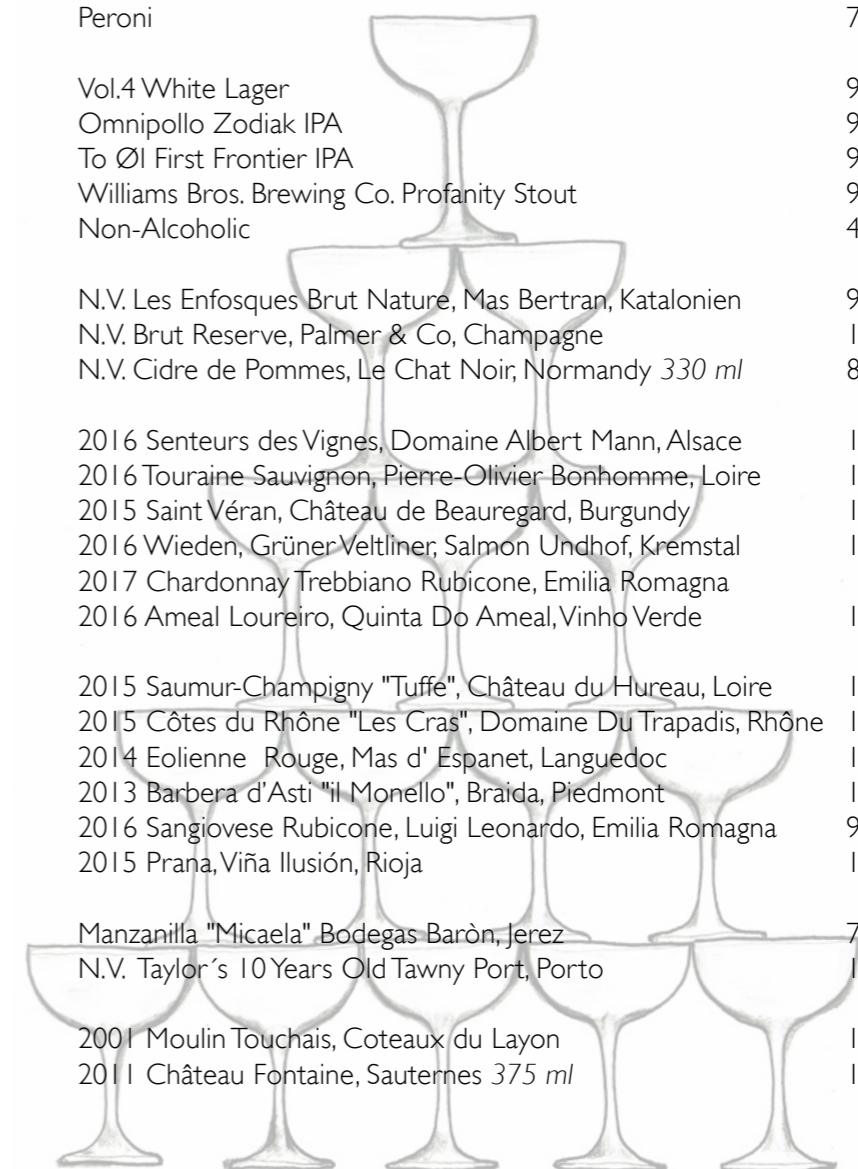 Peroni 7
Vol.4 White Lager 9
Omnipollo Zodiak IPA 9
To Øl First Frontier IPA 9
Williams Bros. Brewing Co. Profanity Stout 9
Non-Alcoholic 4
N.V. Les Enfosques Brut Nature, Mas Bertran, Katalonien 9
N.V. Brut Reserve, Palmer & Co, Champagne 1
N.V. Cidre de Pommes, Le Chat Noir, Normandy 330 ml 8
2016 Senteurs des Vignes, Domaine Albert Mann, Alsace 1
2016 Touraine Sauvignon, Pierre-Olivier Bonhomme, Loire 1
2015 Saint Véran, Château de Beauregard, Burgundy 1
2016 Wieden, Grüner Veltliner, Salmon Undhof, Kremstal 1
2017 Chardonnay Trebbiano Rubicone, Emilia Romagna
2016 Ameal Loureiro, Quinta Do Ameal, Vinho Verde 1
2015 Saumur-Champigny "Tuffe", Château du Hureau, Loire 1
2015 Côtes du Rhône "Les Cras", Domaine Du Trapadis, Rhône 1
2014 Eolienne Rouge, Mas d' Espanet, Languedoc 1
2013 Barbera d'Asti "il Monello", Braida, Piedmont 1
2016 Sangiovese Rubicone, Luigi Leonardo, Emilia Romagna 9
2015 Prana, Viña Ilusión, Rioja 1
Manzanilla "Micaela" Bodegas Baròn, Jerez 7
N.V. Taylor´s 10 Years Old Tawny Port, Porto 1
2001 Moulin Touchais, Coteaux du Layon 1
2011 Château Fontaine, Sauternes 375 ml 1